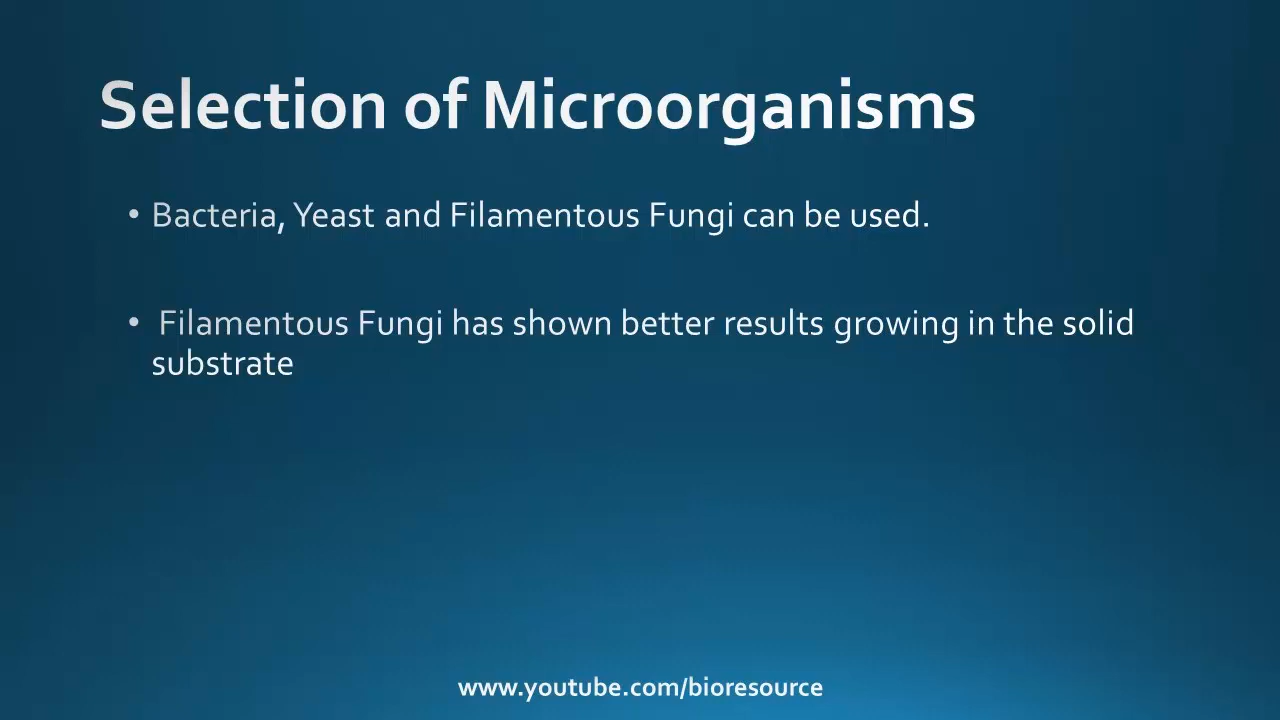 Selection of Microorganisms
• Bacteria, Yeast and Filamentous Fungi can be used.
• Filamentous Fungi has shown better results growing in the solid
substrate
www.youtube.com/bioresource